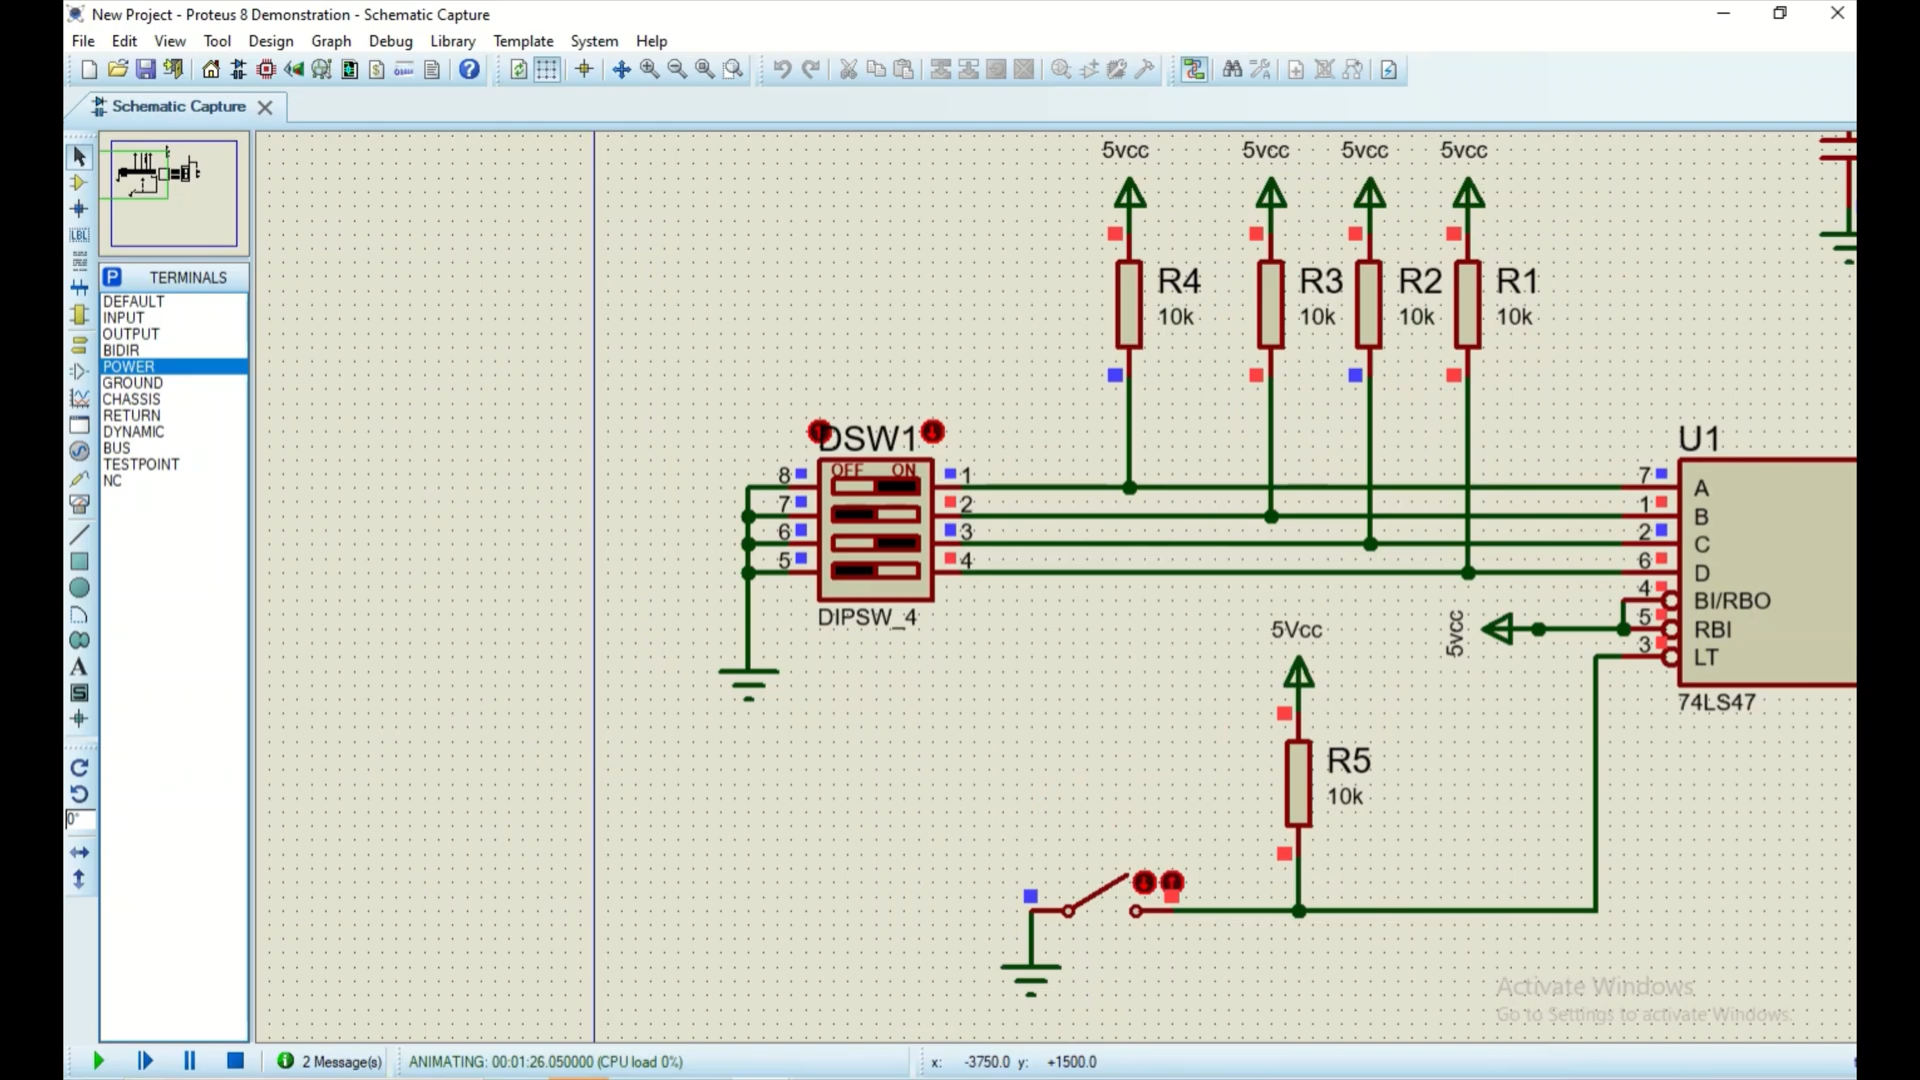 New Project - Proteus 8 Demonstration - Schematic Capture
File Edit View Tool Design Graph Debug Library Template System Help
Schematic Capture
P TERMINALS
DEFAULT
INPUT
OUTPUT
BIDIR
POWER
GROUND
CHASSIS
RETURN
DYNAMIC
BUS
TESTPOINT
NC
LBL
A
S
0°
5vcc 5vcc 5vcc 5vcc
R4 R3 R2 R1
10k 10k 10k 10k
DSW1
OFF ON
8 1
7 2
6 3
5 4
DIPSW_4
U1
7 A
1 B
2 C
6 D
4 BI/RBO
5 RBI
3 LT
74LS47
5vcc
5Vcc
R5
10k
Activate Windows
Go to Settings to activate Windows.
2 Message(s) ANIMATING: 00:01:26.050000 (CPU load 0%) x: -3750.0 y: +1500.0